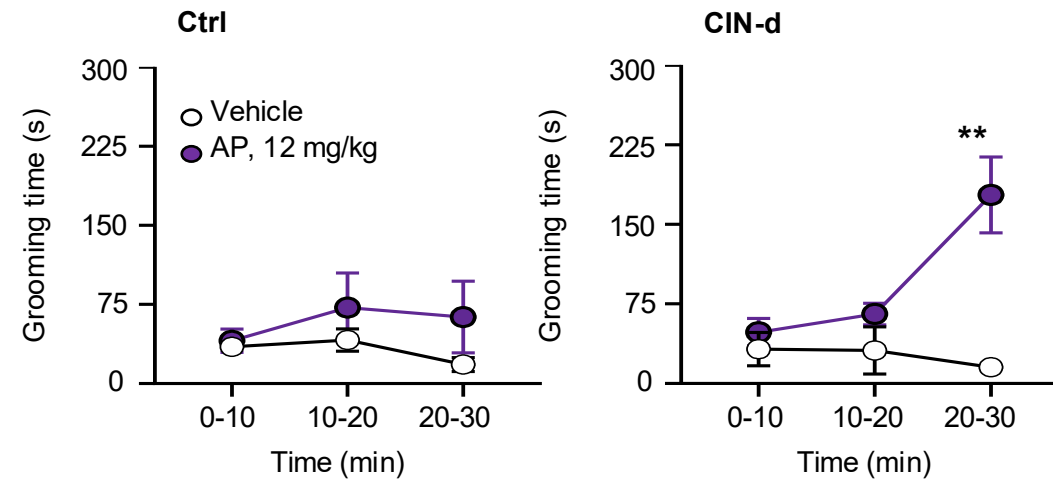 Ctrl
Grooming time (s)
300
225
150
75
0
Vehicle
AP, 12 mg/kg
0-10 10-20 20-30
Time (min)
CIN-d
Grooming time (s)
300
225
150
75
0
**
0-10 10-20 20-30
Time (min)